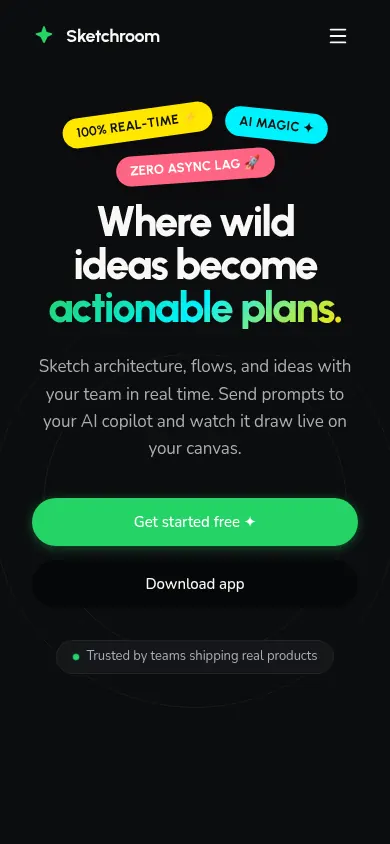 Sketchroom
100% REAL-TIME ⚡
AI MAGIC ✦
ZERO ASYNC LAG 🚀
Where wild
ideas become
actionable plans.
Sketch architecture, flows, and ideas with
your team in real time. Send prompts to
your AI copilot and watch it draw live on
your canvas.
Get started free ✦
Download app
Trusted by teams shipping real products